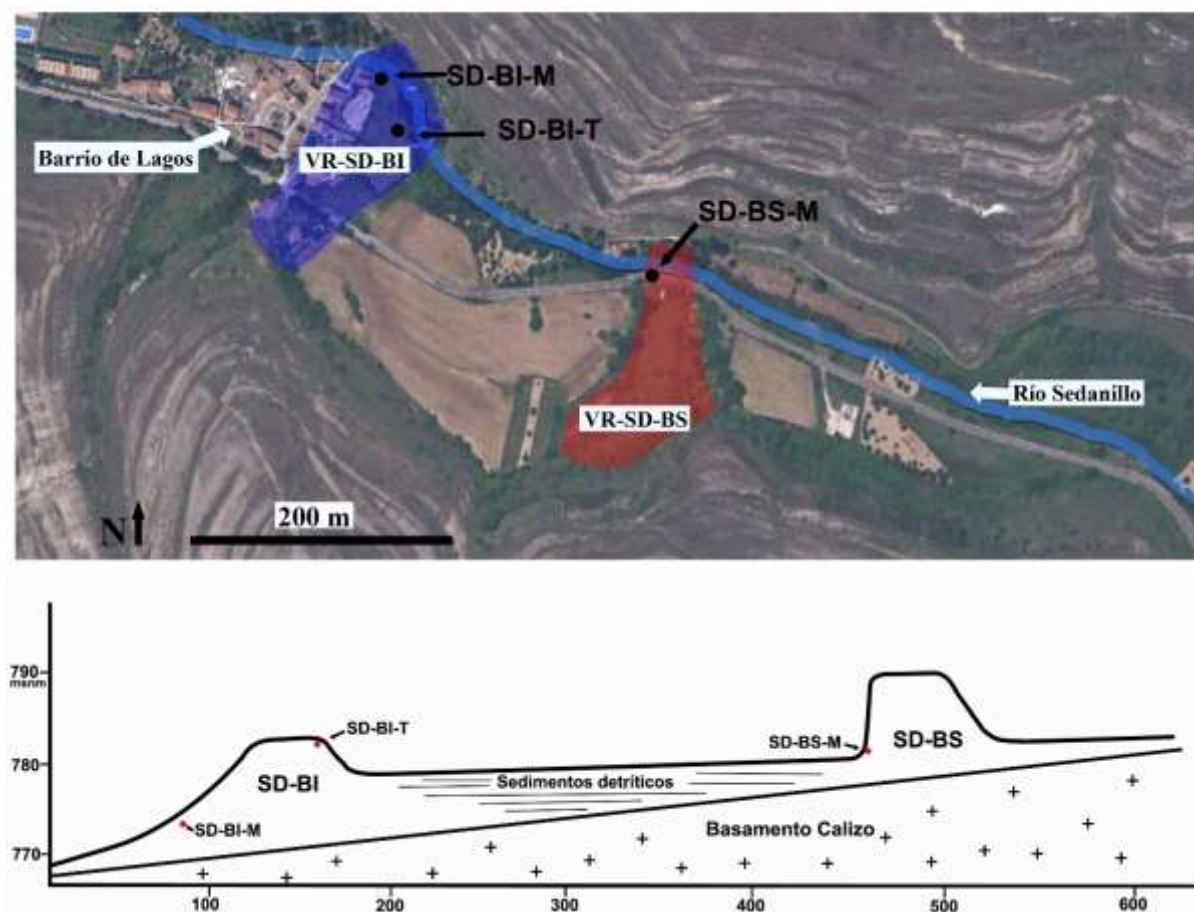 SD-BI-M
SD-BI-T
Barrio de Lagos
VR-SD-BI
SD-BS-M
Río Sedanillo
VR-SD-BS
N
200 m
790
msnm
SD-BI-T
SD-BS-M
SD-BS
780
SD-BI
Sedimentos detríticos
SD-BI-M
Basamento Calizo
770
100
200
300
400
500
600